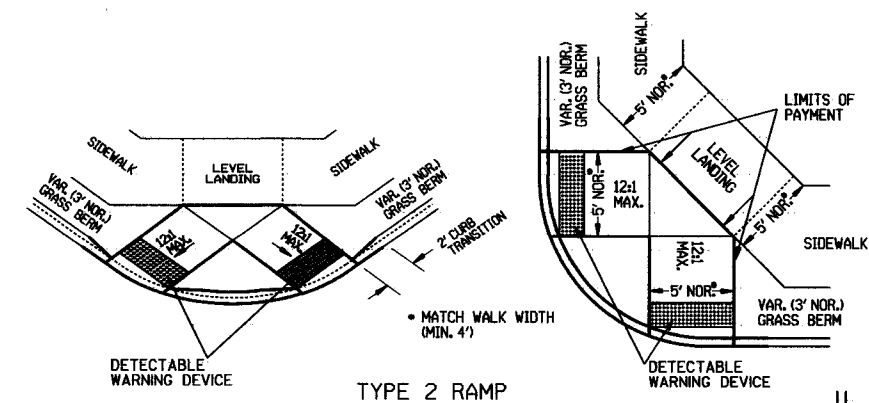 SIDEWALK
LEVEL
LANDING
SIDEWALK
VAR. (3' NOR.)
GRASS BERM
VAR. (3' NOR.)
GRASS BERM
12:1
MAX.
12:1
MAX.
2' CURB
TRANSITION
• MATCH WALK WIDTH
(MIN. 4')
DETECTABLE
WARNING DEVICE
TYPE 2 RAMP
VAR. (3' NOR.)
GRASS BERM
SIDEWALK
5' NOR.•
LIMITS OF
PAYMENT
LEVEL
LANDING
5' NOR.•
12:1
MAX.
5' NOR.•
SIDEWALK
12:1
MAX.
5' NOR.•
VAR. (3' NOR.)
GRASS BERM
DETECTABLE
WARNING DEVICE